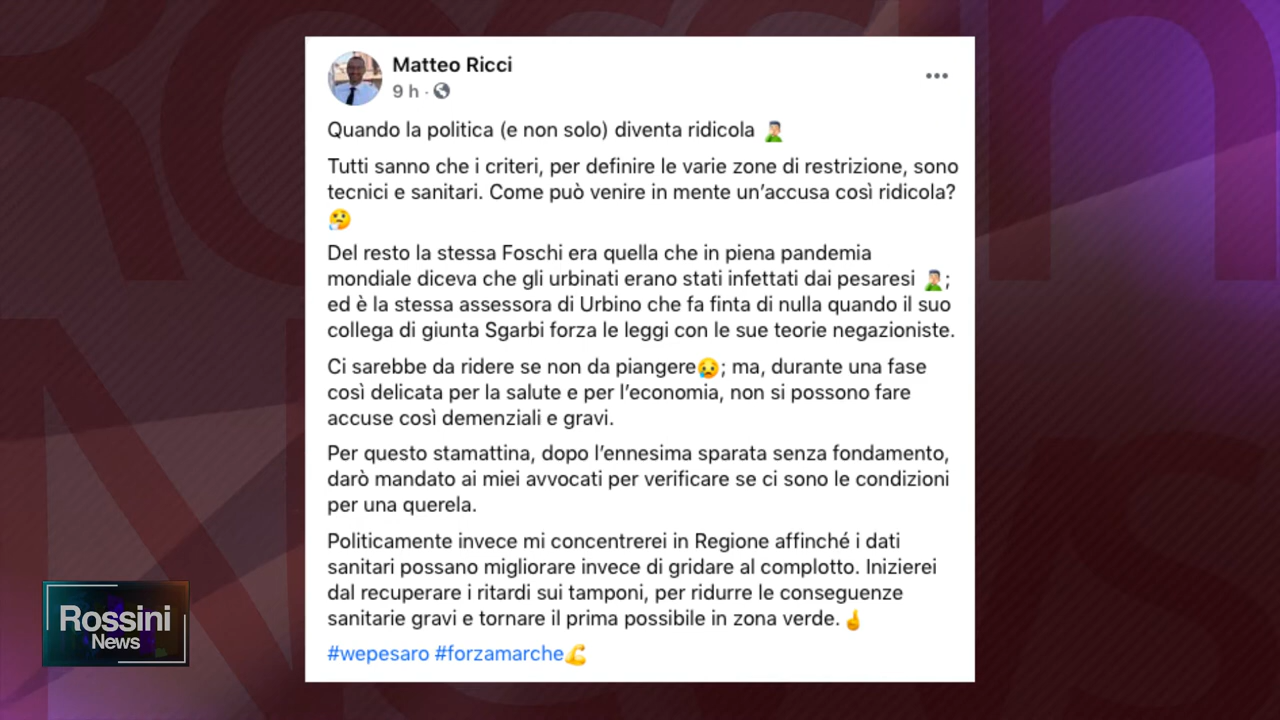 Matteo Ricci
9 h ·
Quando la politica (e non solo) diventa ridicola 🤦🏻‍♂️
Tutti sanno che i criteri, per definire le varie zone di restrizione, sono
tecnici e sanitari. Come può venire in mente un’accusa così ridicola?
🤔
Del resto la stessa Foschi era quella che in piena pandemia
mondiale diceva che gli urbinati erano stati infettati dai pesaresi 🤦🏻‍♂️;
ed è la stessa assessora di Urbino che fa finta di nulla quando il suo
collega di giunta Sgarbi forza le leggi con le sue teorie negazioniste.
Ci sarebbe da ridere se non da piangere😥; ma, durante una fase
così delicata per la salute e per l’economia, non si possono fare
accuse così demenziali e gravi.
Per questo stamattina, dopo l’ennesima sparata senza fondamento,
darò mandato ai miei avvocati per verificare se ci sono le condizioni
per una querela.
Politicamente invece mi concentrerei in Regione affinché i dati
sanitari possano migliorare invece di gridare al complotto. Inizierei
dal recuperare i ritardi sui tamponi, per ridurre le conseguenze
sanitarie gravi e tornare il prima possibile in zona verde.🤞
#wepesaro #forzamarche💪
Rossini
News